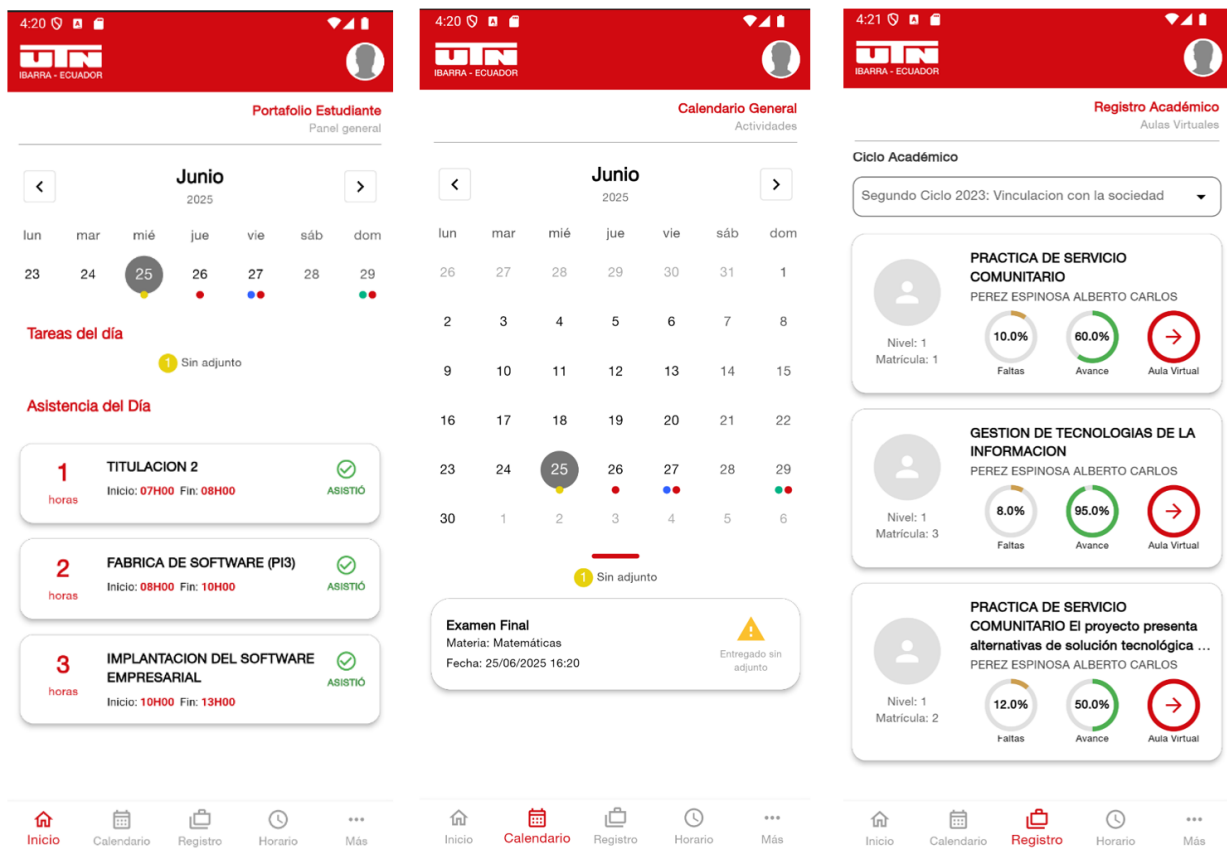 4:20
UTN
IBARRA - ECUADOR
Portafolio Estudiante
Panel general
Junio
2025
lun mar mié jue vie sáb dom
23 24 25 26 27 28 29
Tareas del día
1 Sin adjunto
Asistencia del Día
1 horas
TITULACION 2
Inicio: 07H00 Fin: 08H00
ASISTIÓ
2 horas
FABRICA DE SOFTWARE (PI3)
Inicio: 08H00 Fin: 10H00
ASISTIÓ
3 horas
IMPLANTACION DEL SOFTWARE
EMPRESARIAL
Inicio: 10H00 Fin: 13H00
ASISTIÓ
Inicio Calendario Registro Horario Más
4:20
UTN
IBARRA - ECUADOR
Calendario General
Actividades
Junio
2025
lun mar mié jue vie sáb dom
26 27 28 29 30 31 1
2 3 4 5 6 7 8
9 10 11 12 13 14 15
16 17 18 19 20 21 22
23 24 25 26 27 28 29
30 1 2 3 4 5 6
1 Sin adjunto
Examen Final
Materia: Matemáticas
Fecha: 25/06/2025 16:20
Entregado sin
adjunto
Inicio Calendario Registro Horario Más
4:21
UTN
IBARRA - ECUADOR
Registro Académico
Aulas Virtuales
Ciclo Académico
Segundo Ciclo 2023: Vinculacion con la sociedad
PRACTICA DE SERVICIO
COMUNITARIO
PEREZ ESPINOSA ALBERTO CARLOS
Nivel: 1
Matrícula: 1
10.0% 60.0%
Faltas Avance Aula Virtual
GESTION DE TECNOLOGIAS DE LA
INFORMACION
PEREZ ESPINOSA ALBERTO CARLOS
Nivel: 1
Matrícula: 3
8.0% 95.0%
Faltas Avance Aula Virtual
PRACTICA DE SERVICIO
COMUNITARIO El proyecto presenta
alternativas de solución tecnológica ...
PEREZ ESPINOSA ALBERTO CARLOS
Nivel: 1
Matrícula: 2
12.0% 50.0%
Faltas Avance Aula Virtual
Inicio Calendario Registro Horario Más